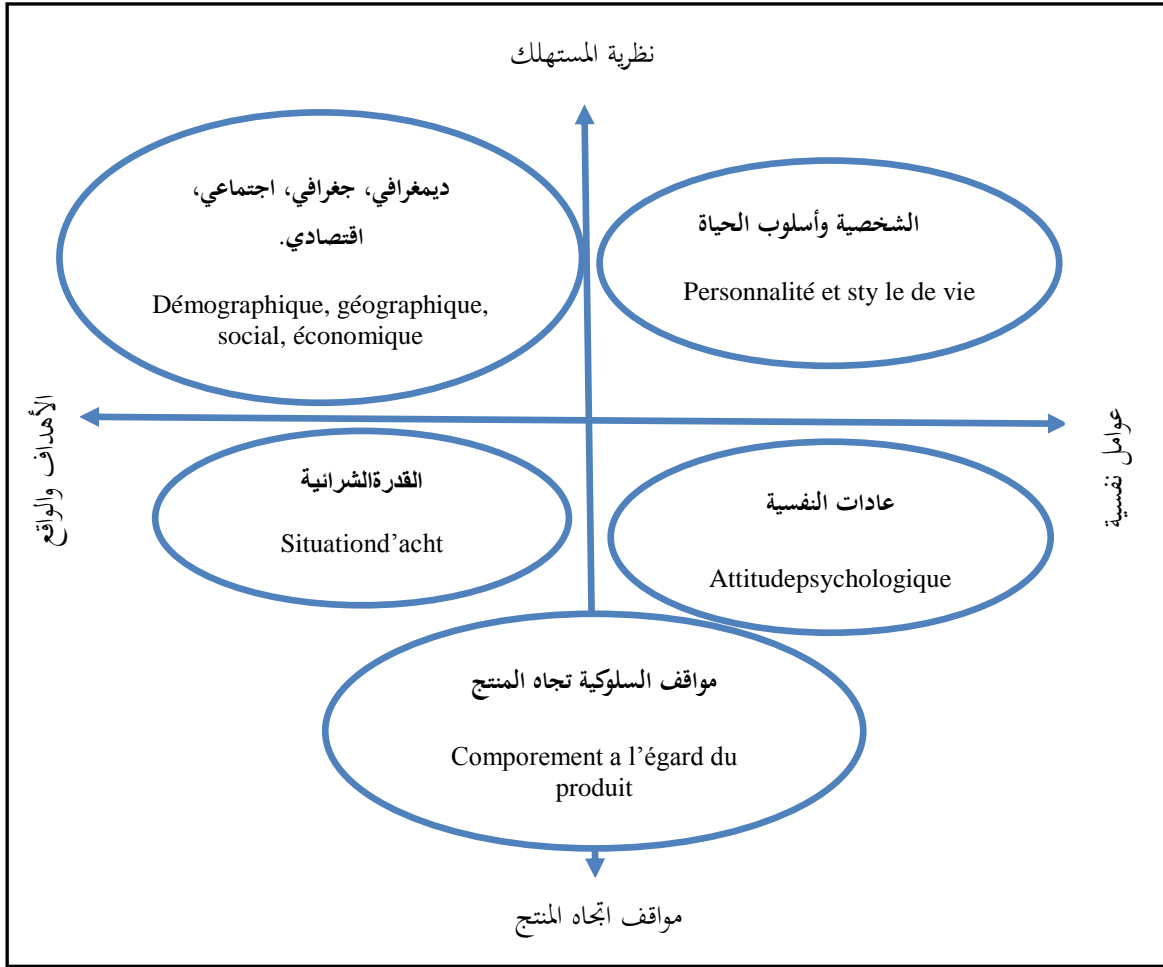 نظرية المستهلك
ديمغرافي، جغرافي، اجتماعي،
اقتصادي.
Démographique, géographique,
social, économique
الشخصية وأسلوب الحياة
Personnalité et sty le de vie
الأهداف والواقع
عوامل نفسية
القدرةالشرائية
Situationd’acht
عادات النفسية
Attitudepsychologique
مواقف السلوكية تجاه المنتج
Comporement a l’égard du
produit
مواقف اتجاه المنتج